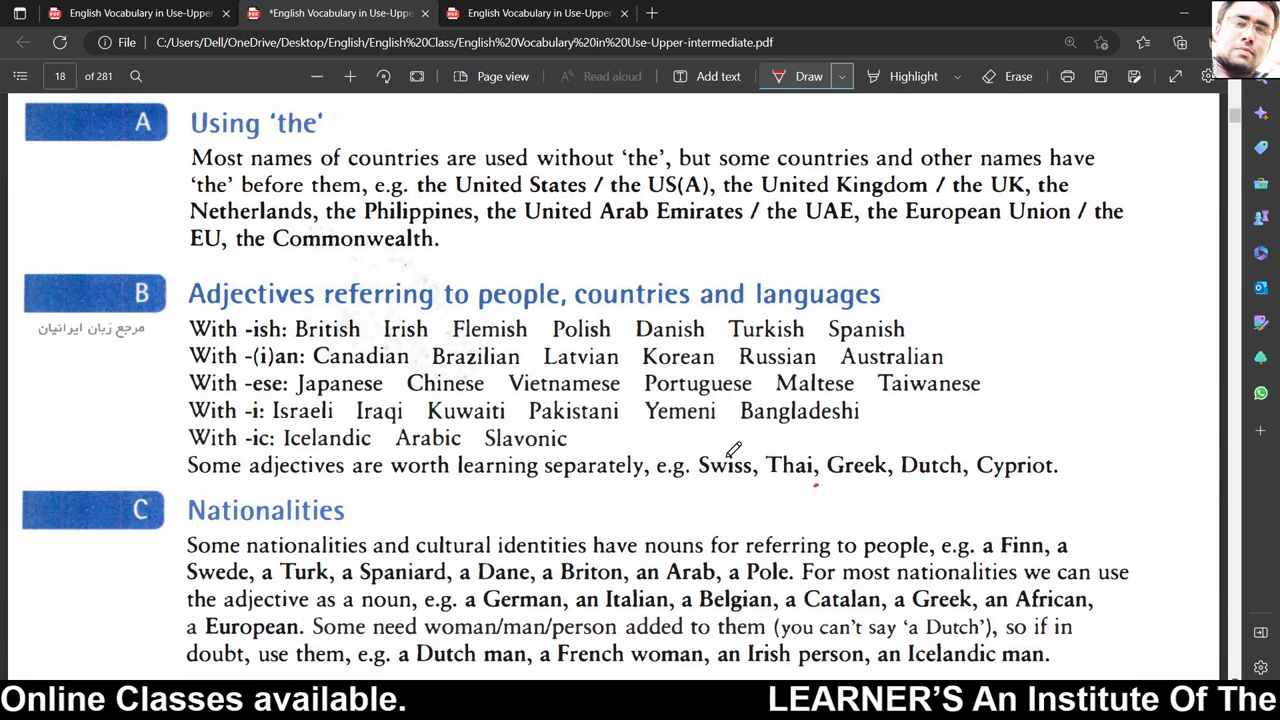 English Vocabulary in Use-Uppe
*English Vocabulary in Use-Uppe
English Vocabulary in Use-Upper
File C:/Users/Dell/OneDrive/Desktop/English/English%20Class/English%20Vocabulary%20in%20Use-Upper-intermediate.pdf
18 of 281 Page view Read aloud Add text Draw Highlight Erase
A Using ‘the’
Most names of countries are used without ‘the’, but some countries and other names have
‘the’ before them, e.g. the United States / the US(A), the United Kingdom / the UK, the
Netherlands, the Philippines, the United Arab Emirates / the UAE, the European Union / the
EU, the Commonwealth.
B Adjectives referring to people, countries and languages
مرجع زبان ایرانیان
With -ish: British Irish Flemish Polish Danish Turkish Spanish
With -(i)an: Canadian Brazilian Latvian Korean Russian Australian
With -ese: Japanese Chinese Vietnamese Portuguese Maltese Taiwanese
With -i: Israeli Iraqi Kuwaiti Pakistani Yemeni Bangladeshi
With -ic: Icelandic Arabic Slavonic
Some adjectives are worth learning separately, e.g. Swiss, Thai, Greek, Dutch, Cypriot.
C Nationalities
Some nationalities and cultural identities have nouns for referring to people, e.g. a Finn, a
Swede, a Turk, a Spaniard, a Dane, a Briton, an Arab, a Pole. For most nationalities we can use
the adjective as a noun, e.g. a German, an Italian, a Belgian, a Catalan, a Greek, an African,
a European. Some need woman/man/person added to them (you can’t say ‘a Dutch’), so if in
doubt, use them, e.g. a Dutch man, a French woman, an Irish person, an Icelandic man.
Online Classes available. LEARNER’S An Institute Of The